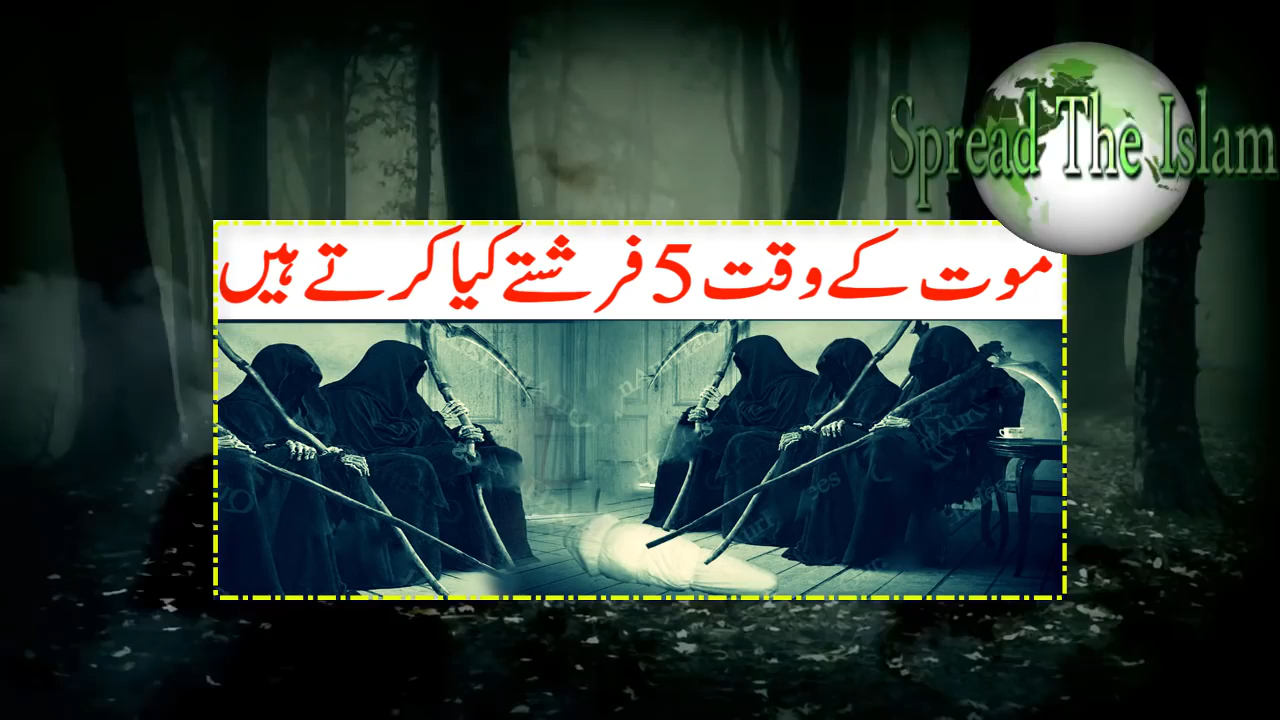 Spread The Islam
موت کے وقت 5 فرشتے کیا کرتے ہیں